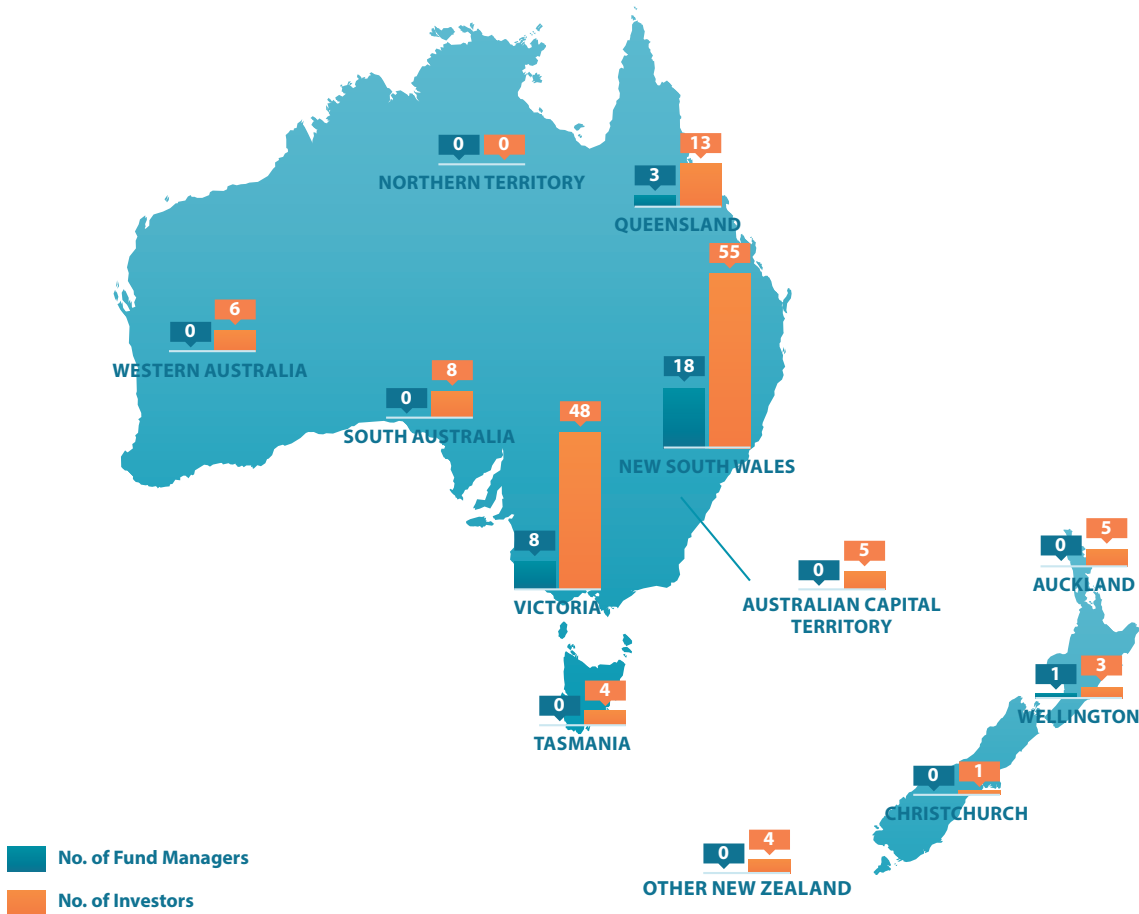 0 0
NORTHERN TERRITORY
3 13
QUEENSLAND
0 6
WESTERN AUSTRALIA
0 8
SOUTH AUSTRALIA
18 55
NEW SOUTH WALES
8 48
VICTORIA
0 5
AUSTRALIAN CAPITAL
TERRITORY
0 4
TASMANIA
0 5
AUCKLAND
1 3
WELLINGTON
0 1
CHRISTCHURCH
0 4
OTHER NEW ZEALAND
No. of Fund Managers
No. of Investors